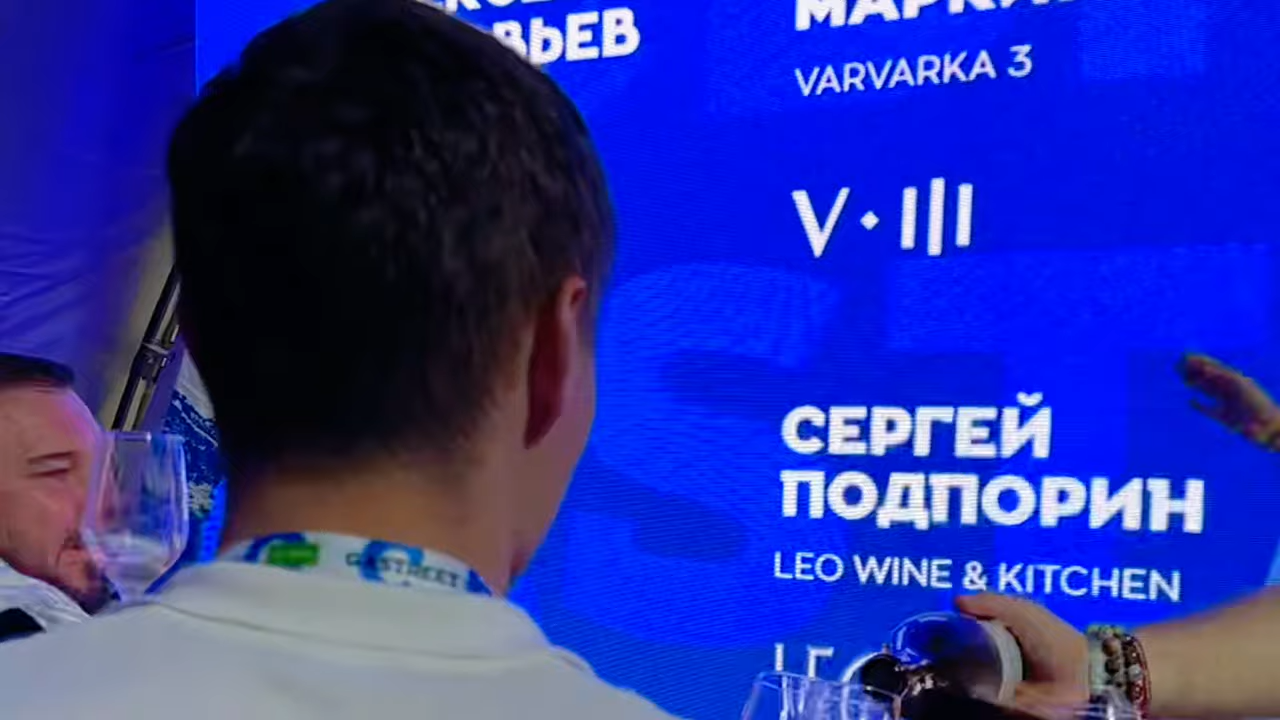 ВЬЕВ
VARVARKA 3
V·III
СЕРГЕЙ
ПОДПОРИН
LEO WINE & KITCHEN